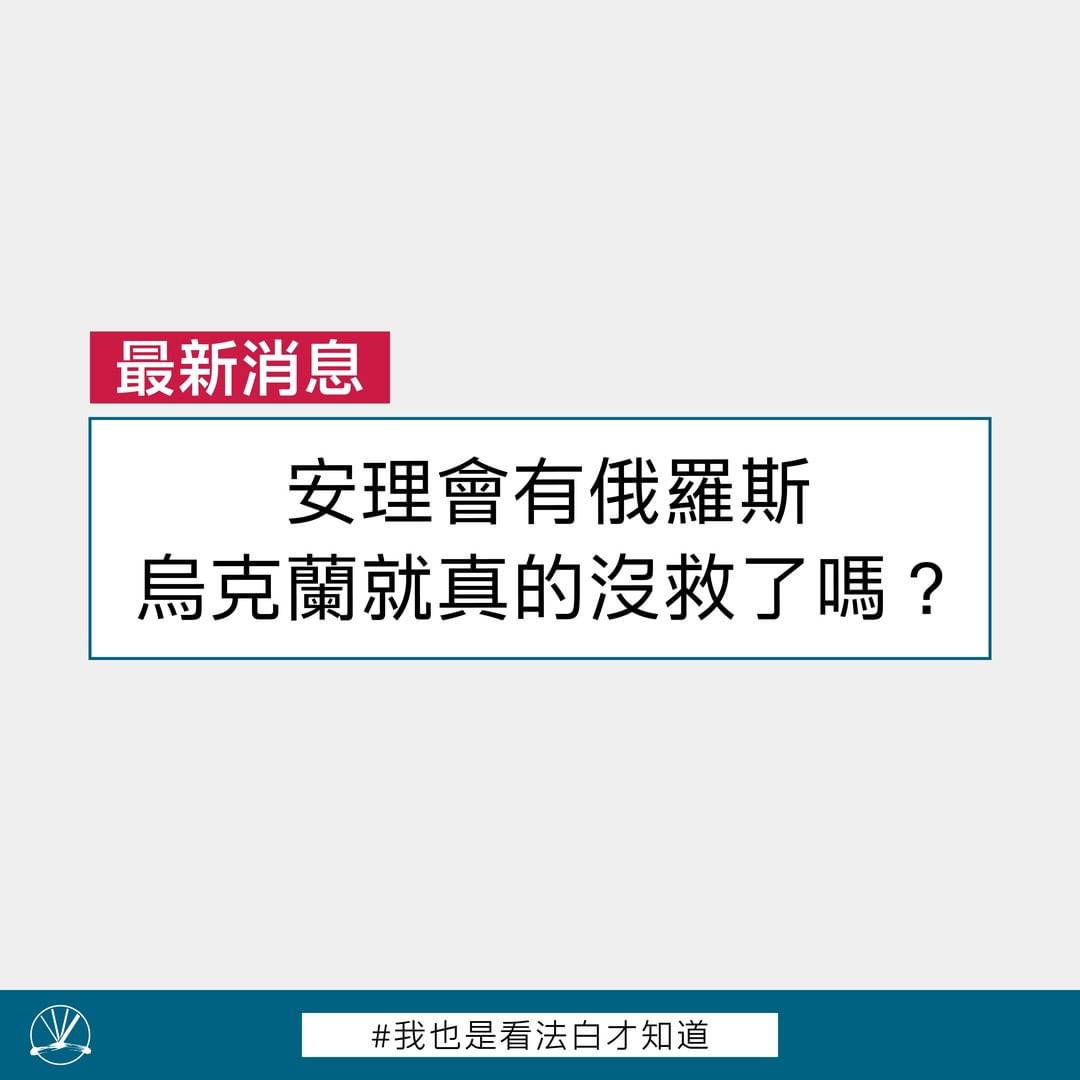 最新消息
安理會有俄羅斯
烏克蘭就真的沒救了嗎？
#我也是看法白才知道